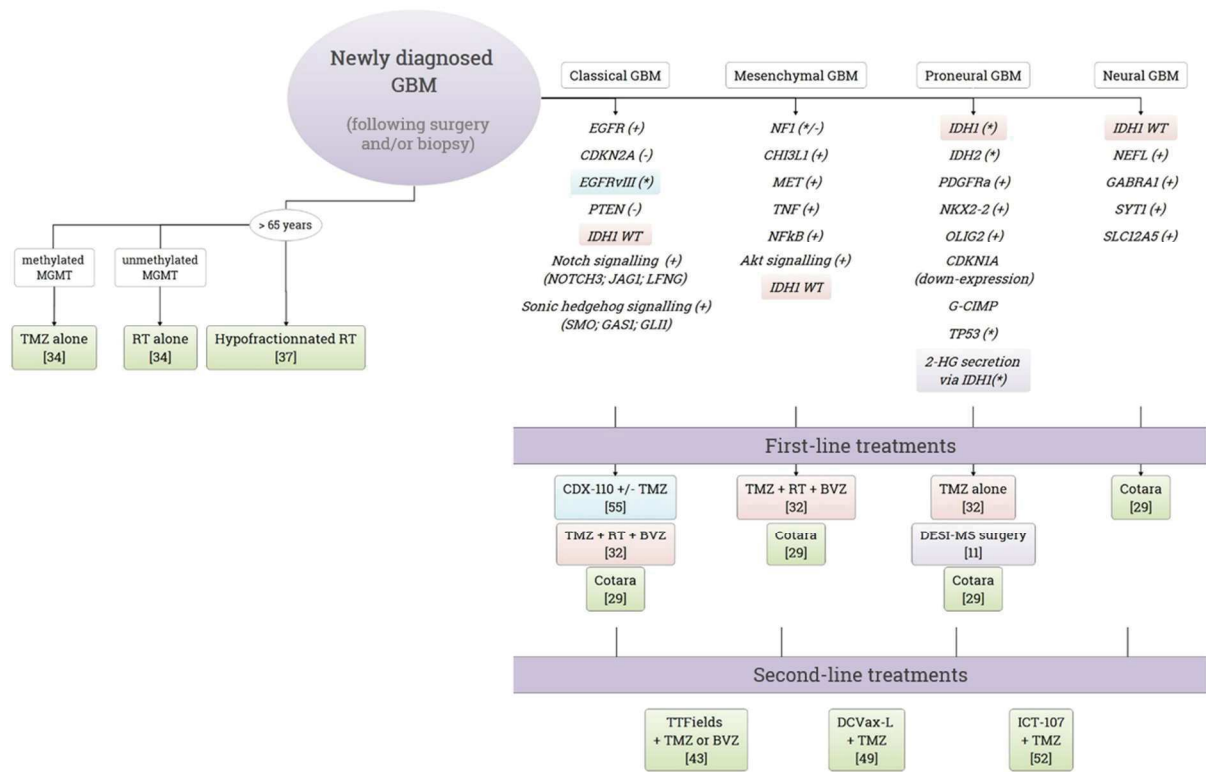 Newly diagnosed
GBM
(following surgery
and/or biopsy)
> 65 years
methylated
MGMT
unmethylated
MGMT
TMZ alone
[34]
RT alone
[34]
Hypofractionnated RT
[37]
Classical GBM
EGFR (+)
CDKN2A (-)
EGFRvIII (*)
PTEN (-)
IDH1 WT
Notch signalling (+)
(NOTCH3; JAG1; LFNG)
Sonic hedgehog signalling (+)
(SMO; GAS1; GLI1)
Mesenchymal GBM
NF1 (*/-)
CHI3L1 (+)
MET (+)
TNF (+)
NFkB (+)
Akt signalling (+)
IDH1 WT
Proneural GBM
IDH1 (*)
IDH2 (*)
PDGFRa (+)
NKX2-2 (+)
OLIG2 (+)
CDKN1A
(down-expression)
G-CIMP
TP53 (*)
2-HG secretion
via IDH1(*)
Neural GBM
IDH1 WT
NEFL (+)
GABRA1 (+)
SYT1 (+)
SLC12A5 (+)
First-line treatments
CDX-110 +/- TMZ
[55]
TMZ + RT + BVZ
[32]
Cotara
[29]
TMZ + RT + BVZ
[32]
Cotara
[29]
TMZ alone
[32]
DESI-MS surgery
[11]
Cotara
[29]
Cotara
[29]
Second-line treatments
TTFields
+ TMZ or BVZ
[43]
DCVax-L
+ TMZ
[49]
ICT-107
+ TMZ
[52]